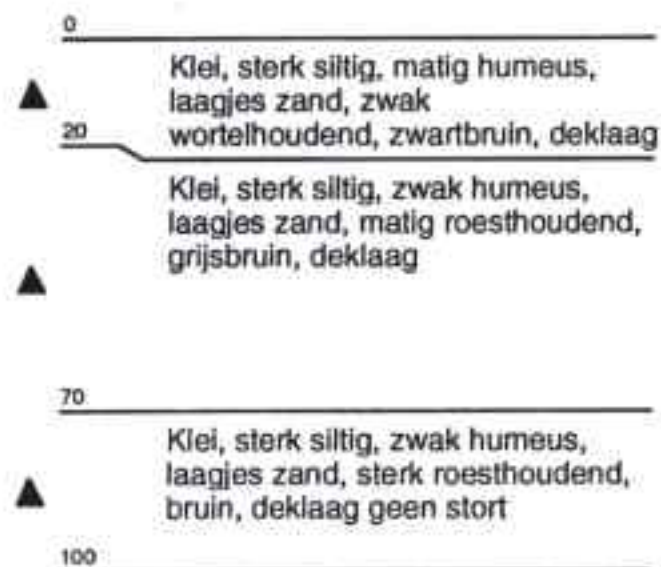 0
Klei, sterk siltig, matig humeus,
laagjes zand, zwak
wortelhoudend, zwartbruin, deklaag
20
Klei, sterk siltig, zwak humeus,
laagjes zand, matig roesthoudend,
grijsbruin, deklaag
70
Klei, sterk siltig, zwak humeus,
laagjes zand, sterk roesthoudend,
bruin, deklaag geen stort
100